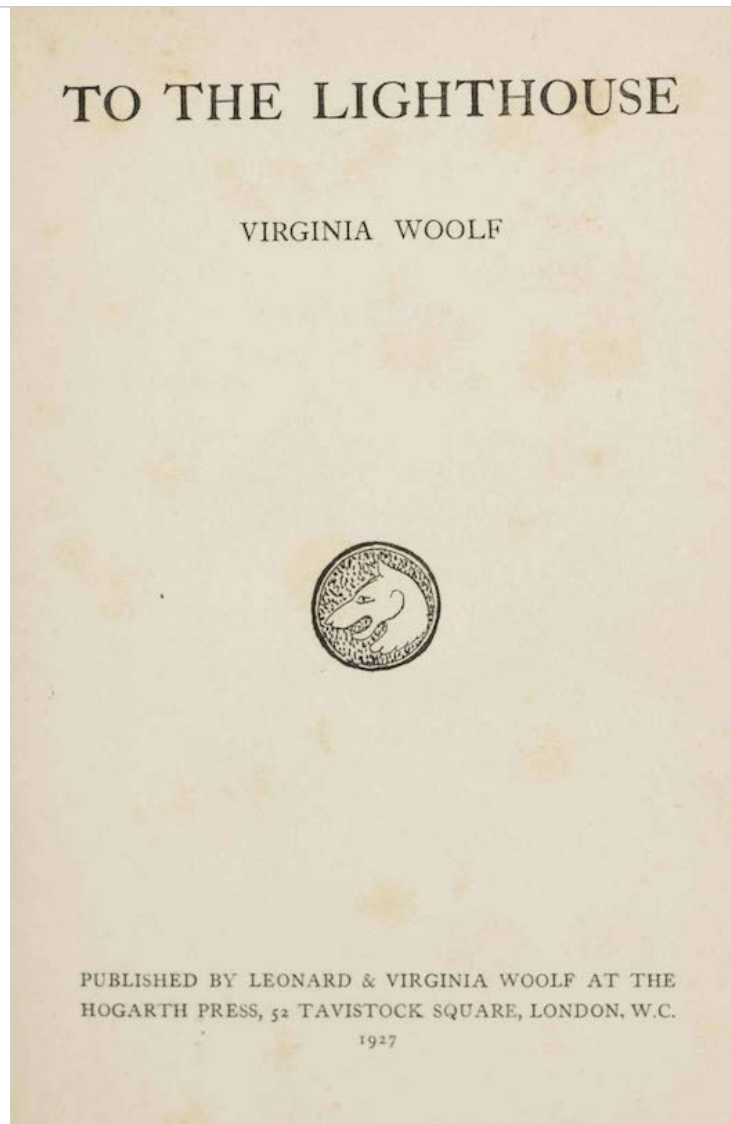 TO THE LIGHTHOUSE
VIRGINIA WOOLF
PUBLISHED BY LEONARD & VIRGINIA WOOLF AT THE
HOGARTH PRESS, 52 TAVISTOCK SQUARE, LONDON, W.C.
1927